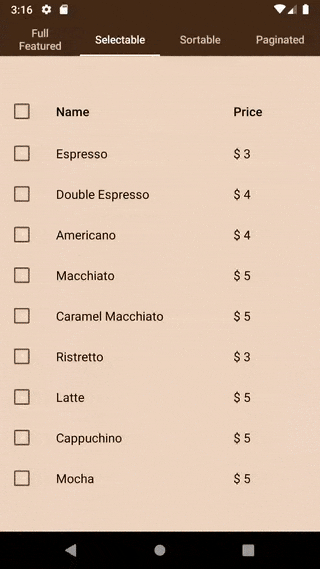 3:16
Full
Featured
Selectable
Sortable
Paginated
Name Price
Espresso $ 3
Double Espresso $ 4
Americano $ 4
Macchiato $ 5
Caramel Macchiato $ 5
Ristretto $ 3
Latte $ 5
Cappuchino $ 5
Mocha $ 5